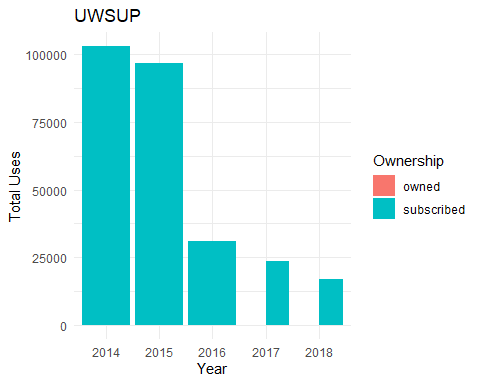 UWSUP
100000
75000
50000
25000
0
Total Uses
2014 2015 2016 2017 2018
Year
Ownership
owned
subscribed